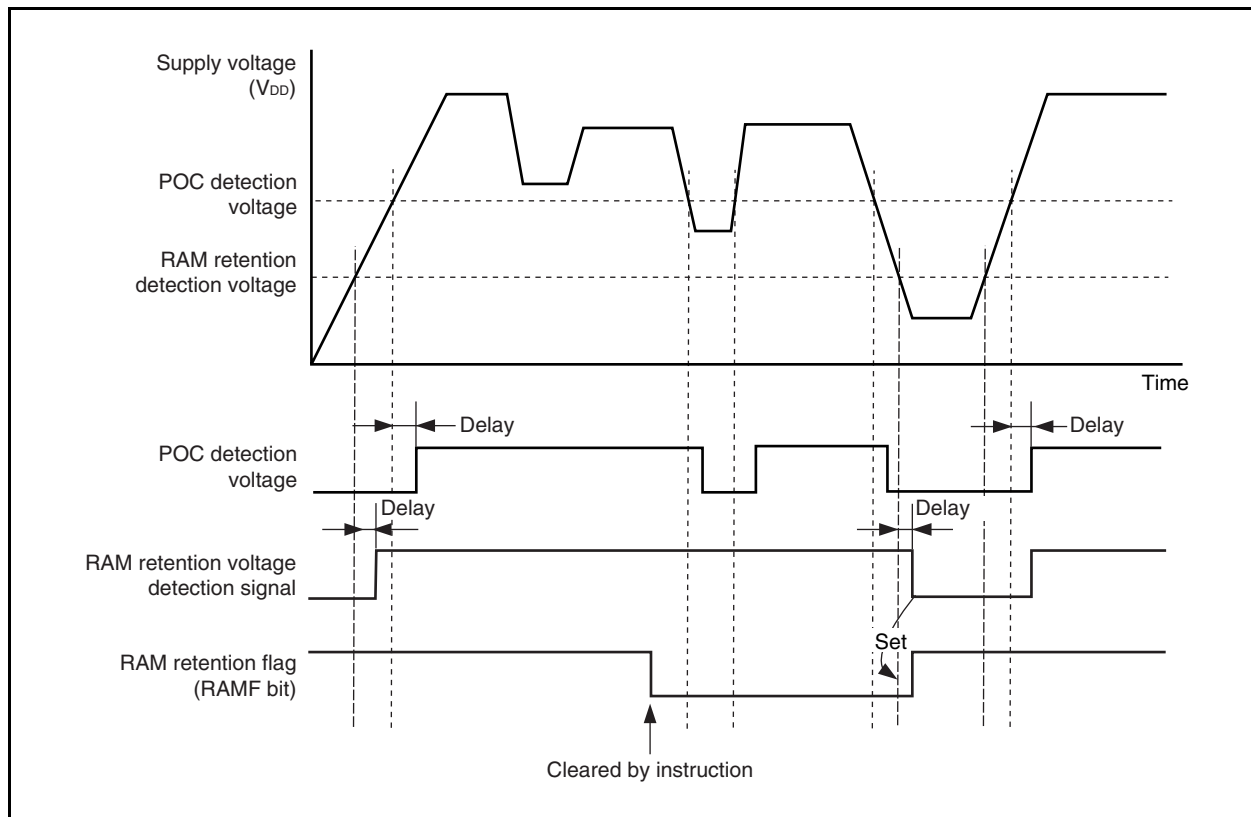 Supply voltage
(VDD)
POC detection
voltage
RAM retention
detection voltage
Time
Delay
Delay
POC detection
voltage
Delay
Delay
RAM retention voltage
detection signal
Set
RAM retention flag
(RAMF bit)
Cleared by instruction